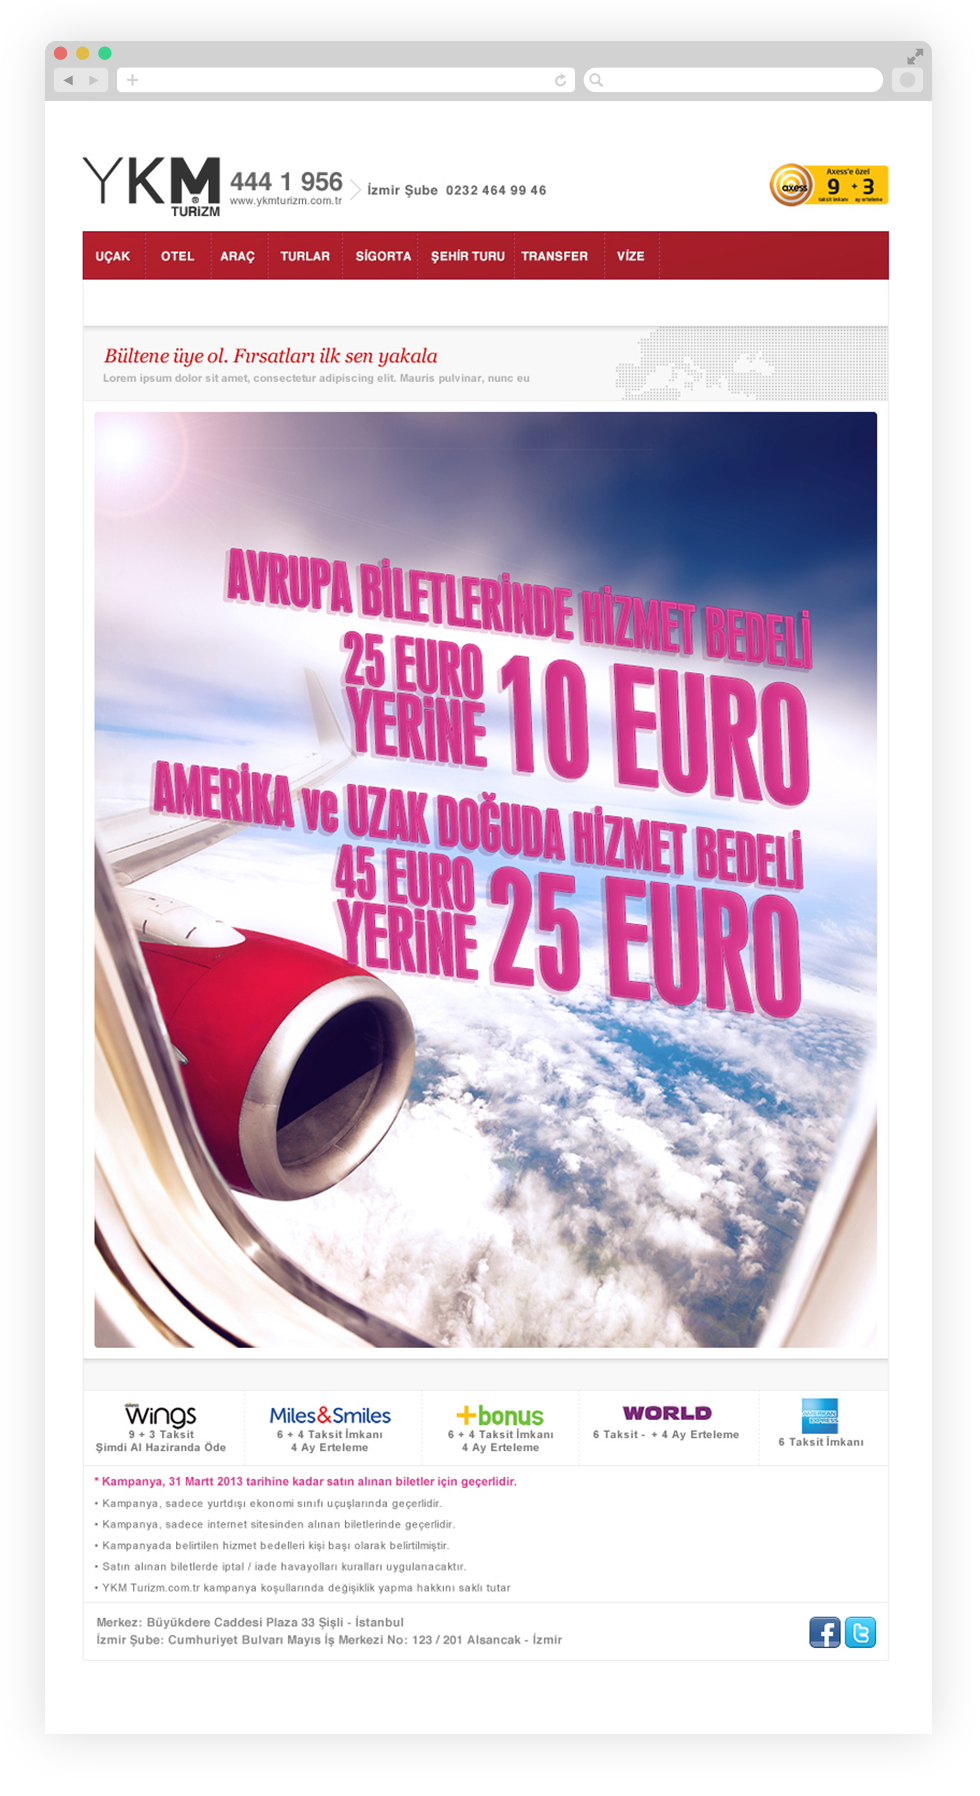 YKM
TURİZM
444 1 956
www.ykmturizm.com.tr
İzmir Şube 0232 464 99 46
axess
Axess'e özel
9 + 3
taksit imkanı ay erteleme
UÇAK OTEL ARAÇ TURLAR SİGORTA ŞEHİR TURU TRANSFER VİZE
Bültene üye ol. Fırsatları ilk sen yakala
Lorem ipsum dolor sit amet, consectetur adipiscing elit. Mauris pulvinar, nunc eu
AVRUPA BİLETLERİNDE HİZMET BEDELİ
25 EURO
YERİNE
10 EURO
AMERİKA ve UZAK DOĞUDA HİZMET BEDELİ
45 EURO
YERİNE
25 EURO
wings
9 + 3 Taksit
Şimdi Al Haziranda Öde
Miles&Smiles
6 + 4 Taksit İmkanı
4 Ay Erteleme
+bonus
6 + 4 Taksit İmkanı
4 Ay Erteleme
WORLD
6 Taksit - + 4 Ay Erteleme
AMERICAN
EXPRESS
6 Taksit İmkanı
* Kampanya, 31 Martt 2013 tarihine kadar satın alınan biletler için geçerlidir.
• Kampanya, sadece yurtdışı ekonomi sınıfı uçuşlarında geçerlidir.
• Kampanya, sadece internet sitesinden alınan biletlerinde geçerlidir.
• Kampanyada belirtilen hizmet bedelleri kişi başı olarak belirtilmiştir.
• Satın alınan biletlerde iptal / iade havayolları kuralları uygulanacaktır.
• YKM Turizm.com.tr kampanya koşullarında değişiklik yapma hakkını saklı tutar
Merkez: Büyükdere Caddesi Plaza 33 Şişli - İstanbul
İzmir Şube: Cumhuriyet Bulvarı Mayıs İş Merkezi No: 123 / 201 Alsancak - İzmir